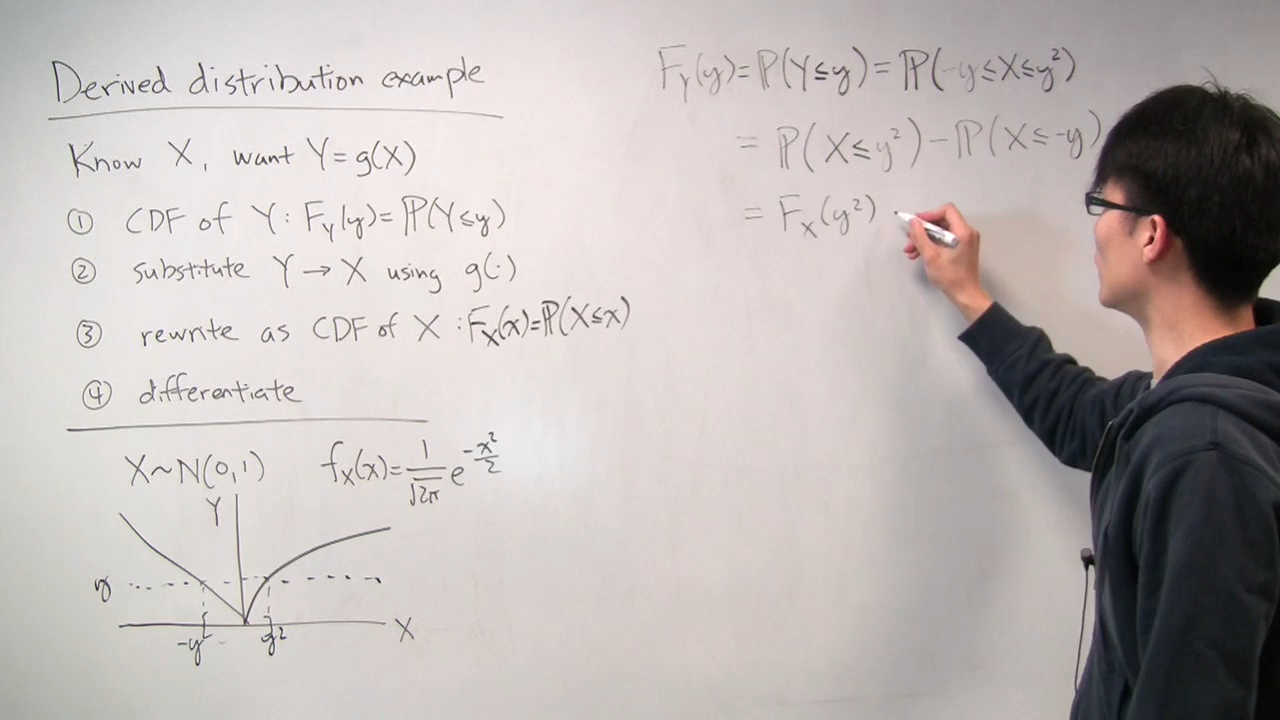 Derived distribution example
Know X, want Y=g(X)
① CDF of Y: F_Y(y)=ℙ(Y≤y)
② substitute Y→X using g(·)
③ rewrite as CDF of X: F_X(x)=ℙ(X≤x)
④ differentiate
X~N(0,1) f_X(x)=1/√2π e^(-x²/2)
Y
y
-y y²
X
F_Y(y)=ℙ(Y≤y)=ℙ(-y≤X≤y²)
=ℙ(X≤y²)-ℙ(X≤-y)
=F_X(y²)